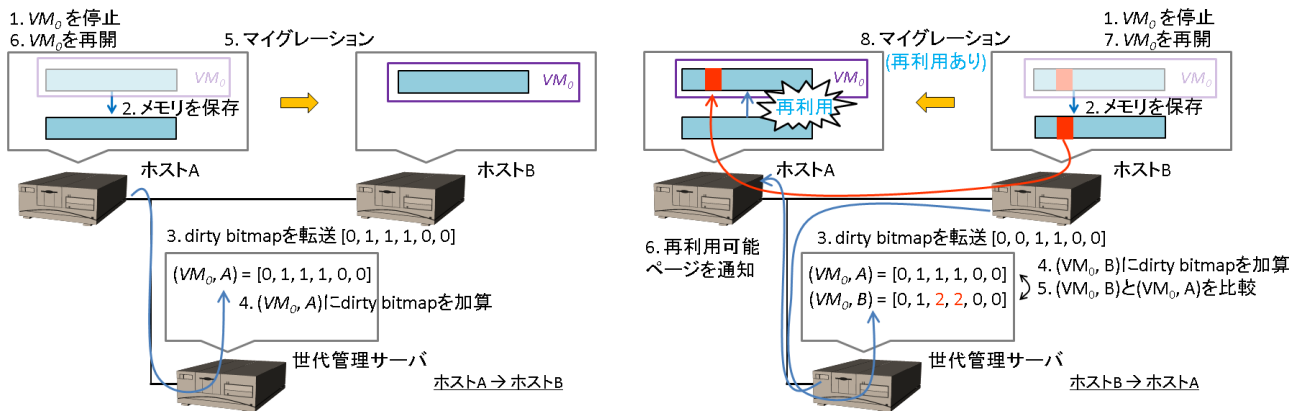 1. VM₀ を停止
6. VM₀を再開
5. マイグレーション
VM₀
VM₀
2. メモリを保存
ホストA
ホストB
3. dirty bitmapを転送 [0, 1, 1, 1, 0, 0]
(VM₀, A) = [0, 1, 1, 1, 0, 0]
4. (VM₀, A)にdirty bitmapを加算
世代管理サーバ
ホストA → ホストB
1. VM₀ を停止
7. VM₀を再開
8. マイグレーション
(再利用あり)
VM₀
VM₀
再利用
2. メモリを保存
ホストA
ホストB
6. 再利用可能
ページを通知
3. dirty bitmapを転送 [0, 0, 1, 1, 0, 0]
(VM₀, A) = [0, 1, 1, 1, 0, 0]
(VM₀, B) = [0, 1, 2, 2, 0, 0]
4. (VM₀, B)にdirty bitmapを加算
5. (VM₀, B)と(VM₀, A)を比較
世代管理サーバ
ホストB → ホストA